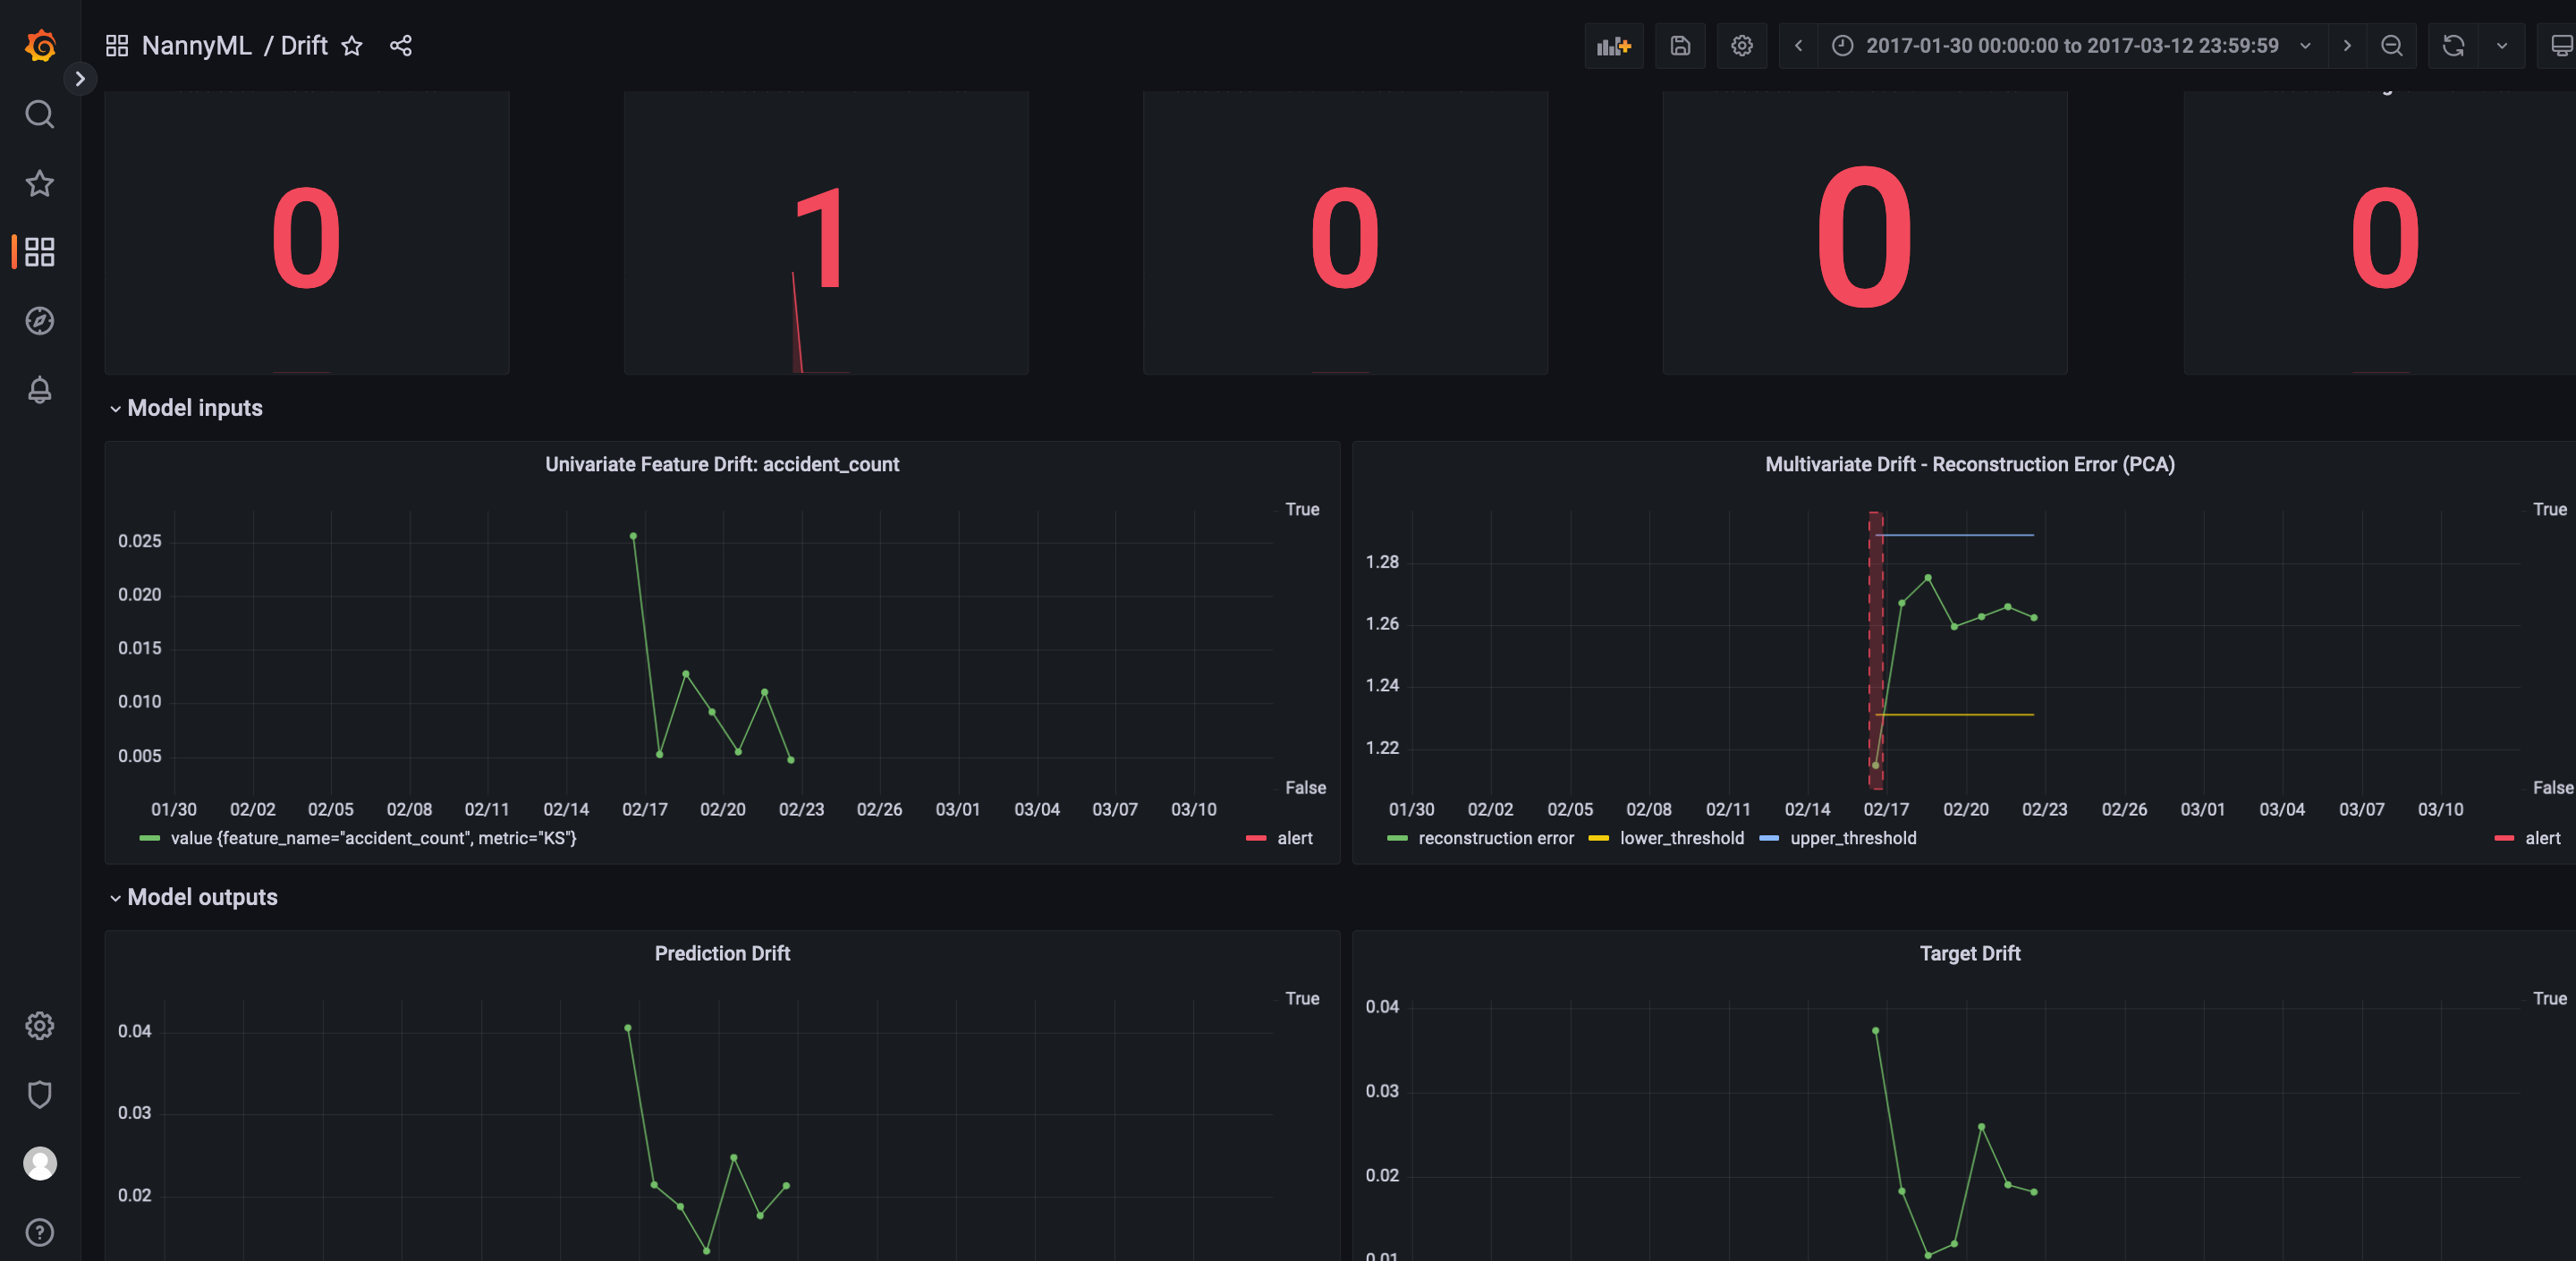 NannyML / Drift
2017-01-30 00:00:00 to 2017-03-12 23:59:59
0
1
0
0
0
Model inputs
Univariate Feature Drift: accident_count
True
0.025
0.020
0.015
0.010
0.005
False
01/30 02/02 02/05 02/08 02/11 02/14 02/17 02/20 02/23 02/26 03/01 03/04 03/07 03/10
value {feature_name="accident_count", metric="KS"}
alert
Multivariate Drift - Reconstruction Error (PCA)
True
1.28
1.26
1.24
1.22
False
01/30 02/02 02/05 02/08 02/11 02/14 02/17 02/20 02/23 02/26 03/01 03/04 03/07 03/10
reconstruction error lower_threshold upper_threshold
alert
Model outputs
Prediction Drift
True
0.04
0.03
0.02
Target Drift
True
0.04
0.03
0.02
0.01